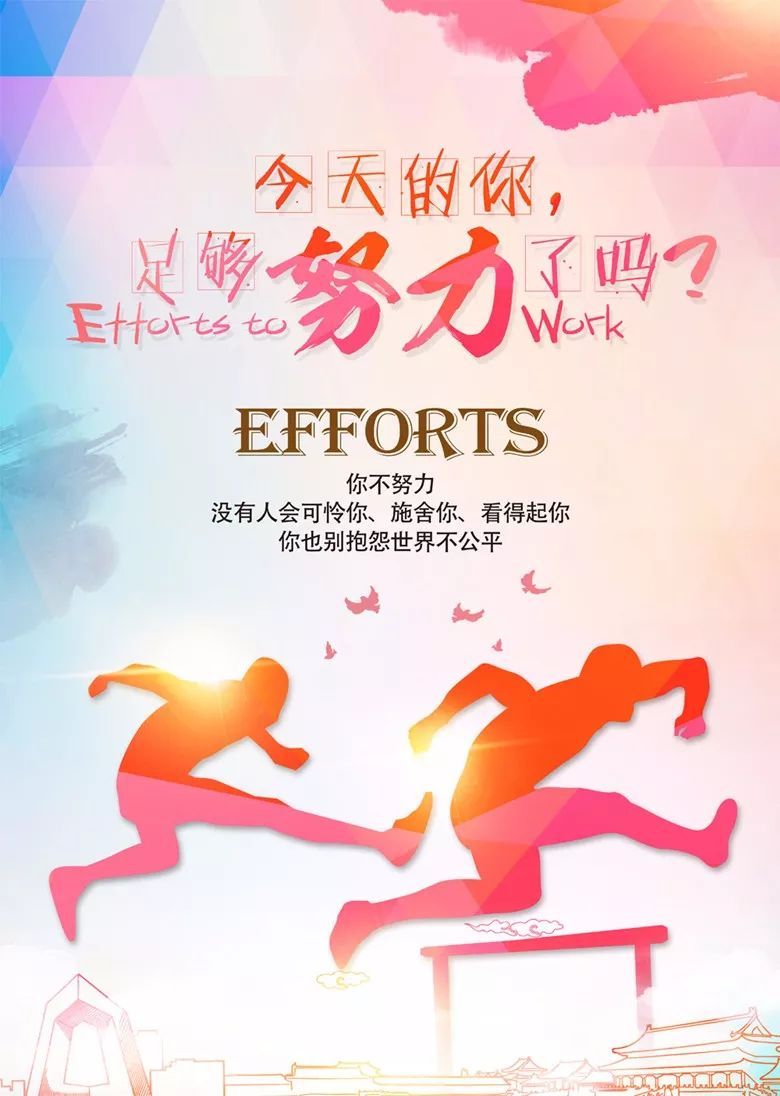 今天的你，
足够努力了吗?
Efforts to Work
EFFORTS
你不努力
没有人会可怜你、施舍你、看得起你
你也别抱怨世界不公平